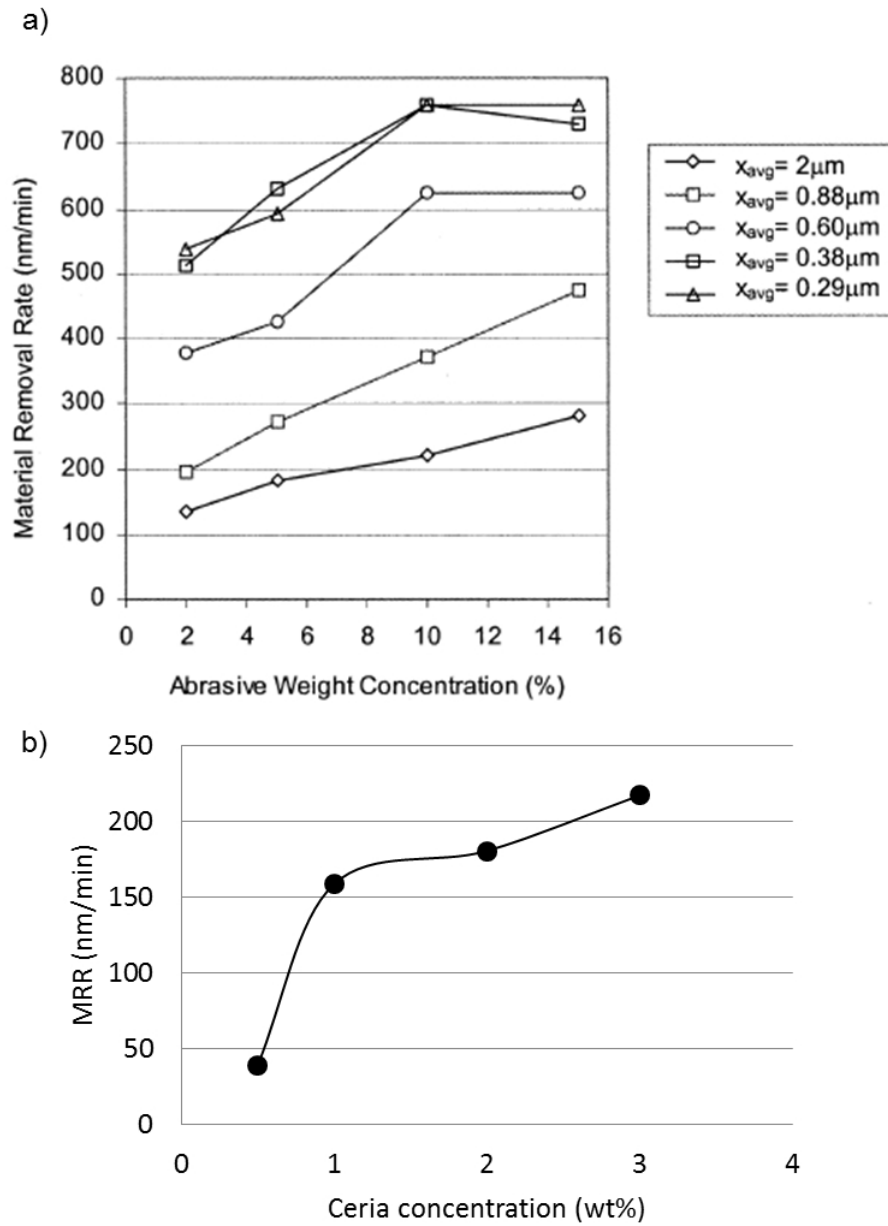 a)
800
700
600
500
400
300
200
100
0
0 2 4 6 8 10 12 14 16
Material Removal Rate (nm/min)
Abrasive Weight Concentration (%)
xavg= 2μm
xavg= 0.88μm
xavg= 0.60μm
xavg= 0.38μm
xavg= 0.29μm
b)
250
200
150
100
50
0
0 1 2 3 4
MRR (nm/min)
Ceria concentration (wt%)